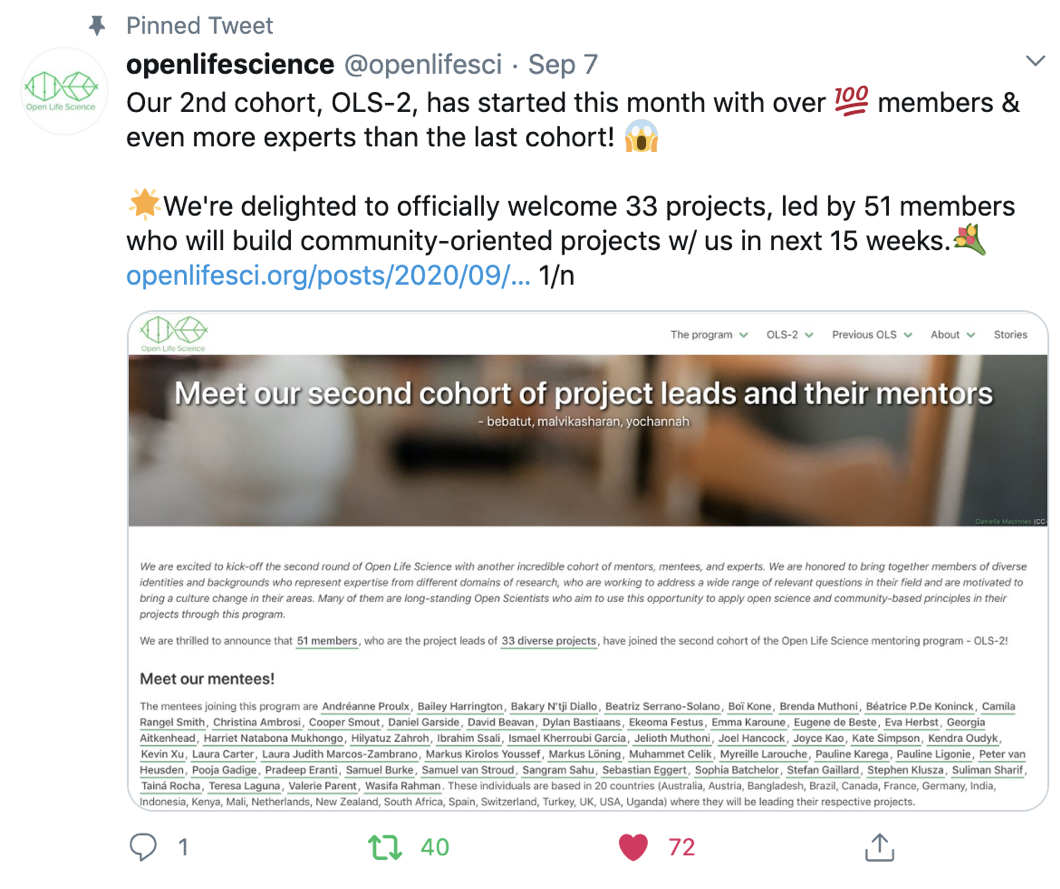 Pinned Tweet
openlifescience @openlifesci · Sep 7
Open Life Science
Our 2nd cohort, OLS-2, has started this month with over 💯 members &
even more experts than the last cohort! 😱
🌟We're delighted to officially welcome 33 projects, led by 51 members
who will build community-oriented projects w/ us in next 15 weeks.💐
openlifesci.org/posts/2020/09/... 1/n
Open Life Science
The program OLS-2 Previous OLS About Stories
Meet our second cohort of project leads and their mentors
- bebatut, malvikasharan, yochannah
Danielle MacInnes (CC-
We are excited to kick-off the second round of Open Life Science with another incredible cohort of mentors, mentees, and experts. We are honored to bring together members of diverse
identities and backgrounds who represent expertise from different domains of research, who are working to address a wide range of relevant questions in their field and are motivated to
bring a culture change in their areas. Many of them are long-standing Open Scientists who aim to use this opportunity to apply open science and community-based principles in their
projects through this program.
We are thrilled to announce that 51 members, who are the project leads of 33 diverse projects, have joined the second cohort of the Open Life Science mentoring program - OLS-2!
Meet our mentees!
The mentees joining this program are Andréanne Proulx, Bailey Harrington, Bakary N'tji Diallo, Beatriz Serrano-Solano, Boï Kone, Brenda Muthoni, Béatrice P.De Koninck, Camila
Rangel Smith, Christina Ambrosi, Cooper Smout, Daniel Garside, David Beavan, Dylan Bastiaans, Ekeoma Festus, Emma Karoune, Eugene de Beste, Eva Herbst, Georgia
Aitkenhead, Harriet Natabona Mukhongo, Hilyatuz Zahroh, Ibrahim Ssali, Ismael Kherroubi Garcia, Jelioth Muthoni, Joel Hancock, Joyce Kao, Kate Simpson, Kendra Oudyk,
Kevin Xu, Laura Carter, Laura Judith Marcos-Zambrano, Markus Kirolos Youssef, Markus Löning, Muhammet Celik, Myreille Larouche, Pauline Karega, Pauline Ligonie, Peter van
Heusden, Pooja Gadige, Pradeep Eranti, Samuel Burke, Samuel van Stroud, Sangram Sahu, Sebastian Eggert, Sophia Batchelor, Stefan Gaillard, Stephen Klusza, Suliman Sharif,
Tainá Rocha, Teresa Laguna, Valerie Parent, Wasifa Rahman. These individuals are based in 20 countries (Australia, Austria, Bangladesh, Brazil, Canada, France, Germany, India,
Indonesia, Kenya, Mali, Netherlands, New Zealand, South Africa, Spain, Switzerland, Turkey, UK, USA, Uganda) where they will be leading their respective projects.
1 40 72